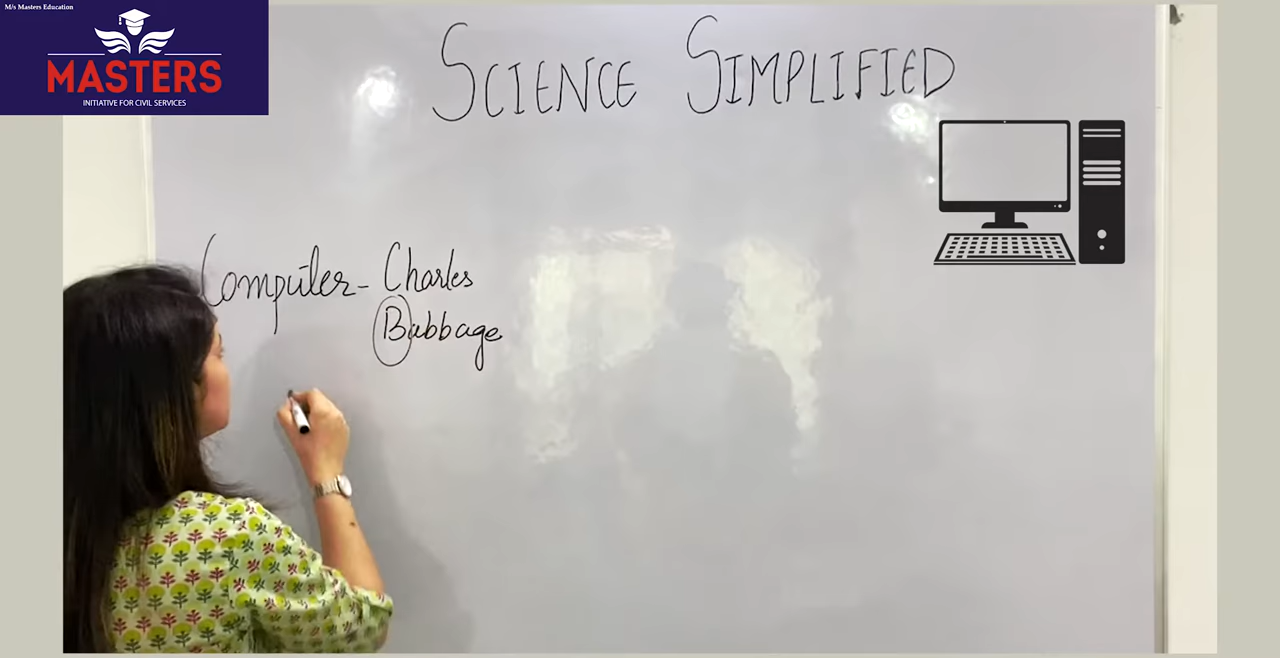 M/s Masters Education
MASTERS
INITIATIVE FOR CIVIL SERVICES
SCIENCE SIMPLIFIED
Computer - Charles
Babbage